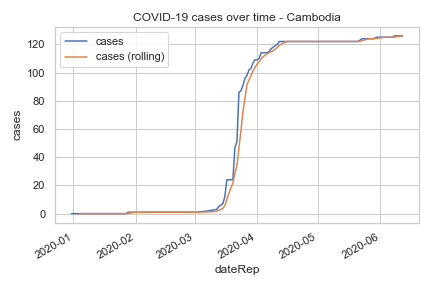 COVID-19 cases over time - Cambodia
cases
cases (rolling)
120
100
80
60
40
20
0
cases
2020-01
2020-02
2020-03
2020-04
2020-05
2020-06
dateRep